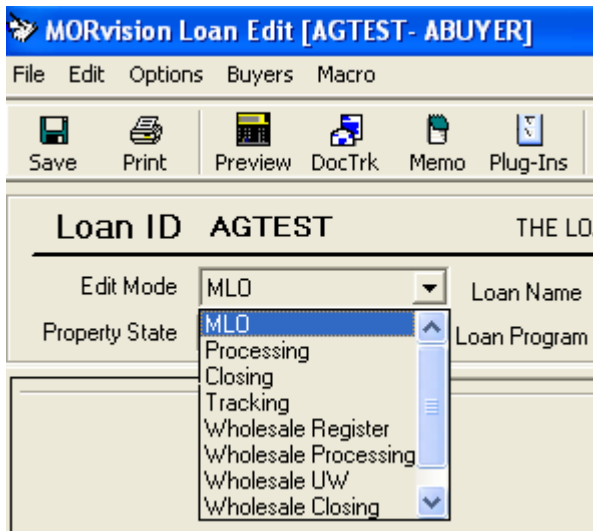 MORvision Loan Edit [AGTEST- ABUYER]
File Edit Options Buyers Macro
Save Print Preview DocTrk Memo Plug-Ins
Loan ID AGTEST THE LO
Edit Mode MLO Loan Name
Property State MLO Loan Program
Processing
Closing
Tracking
Wholesale Register
Wholesale Processing
Wholesale UW
Wholesale Closing